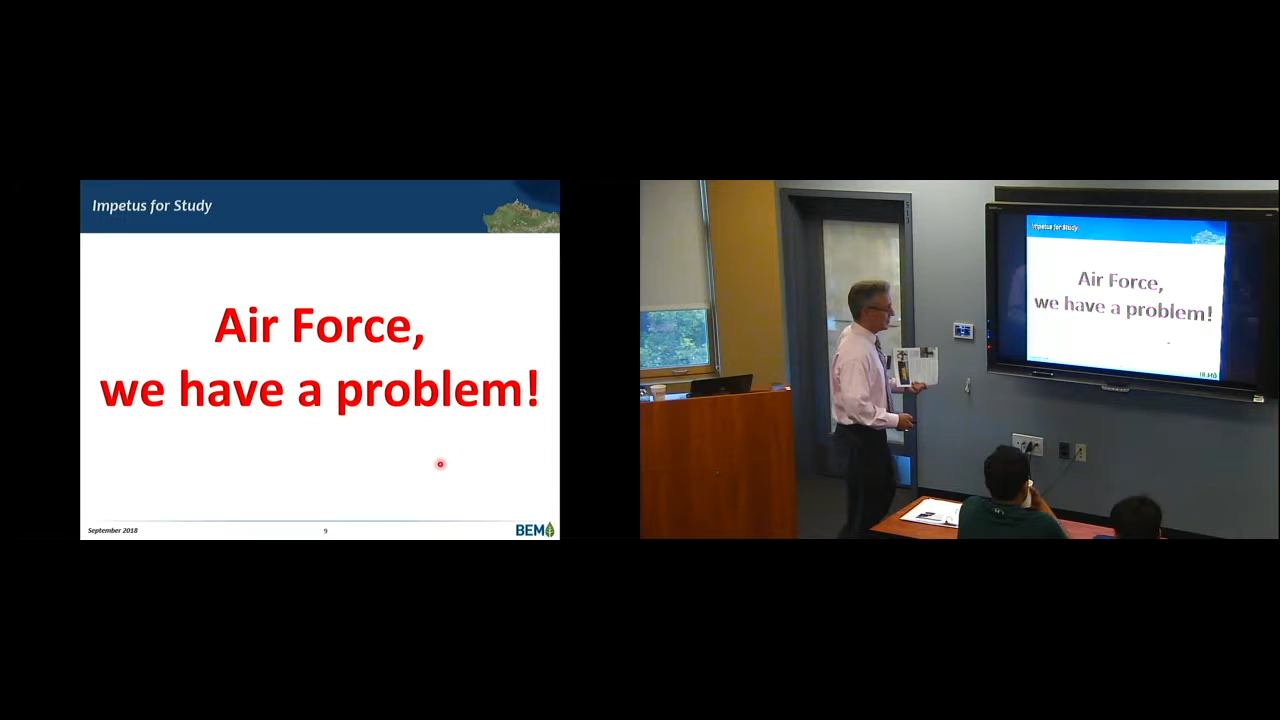 Impetus for Study
Air Force,
we have a problem!
September 2018
9
BEM
Impetus for Study
Air Force,
we have a problem!